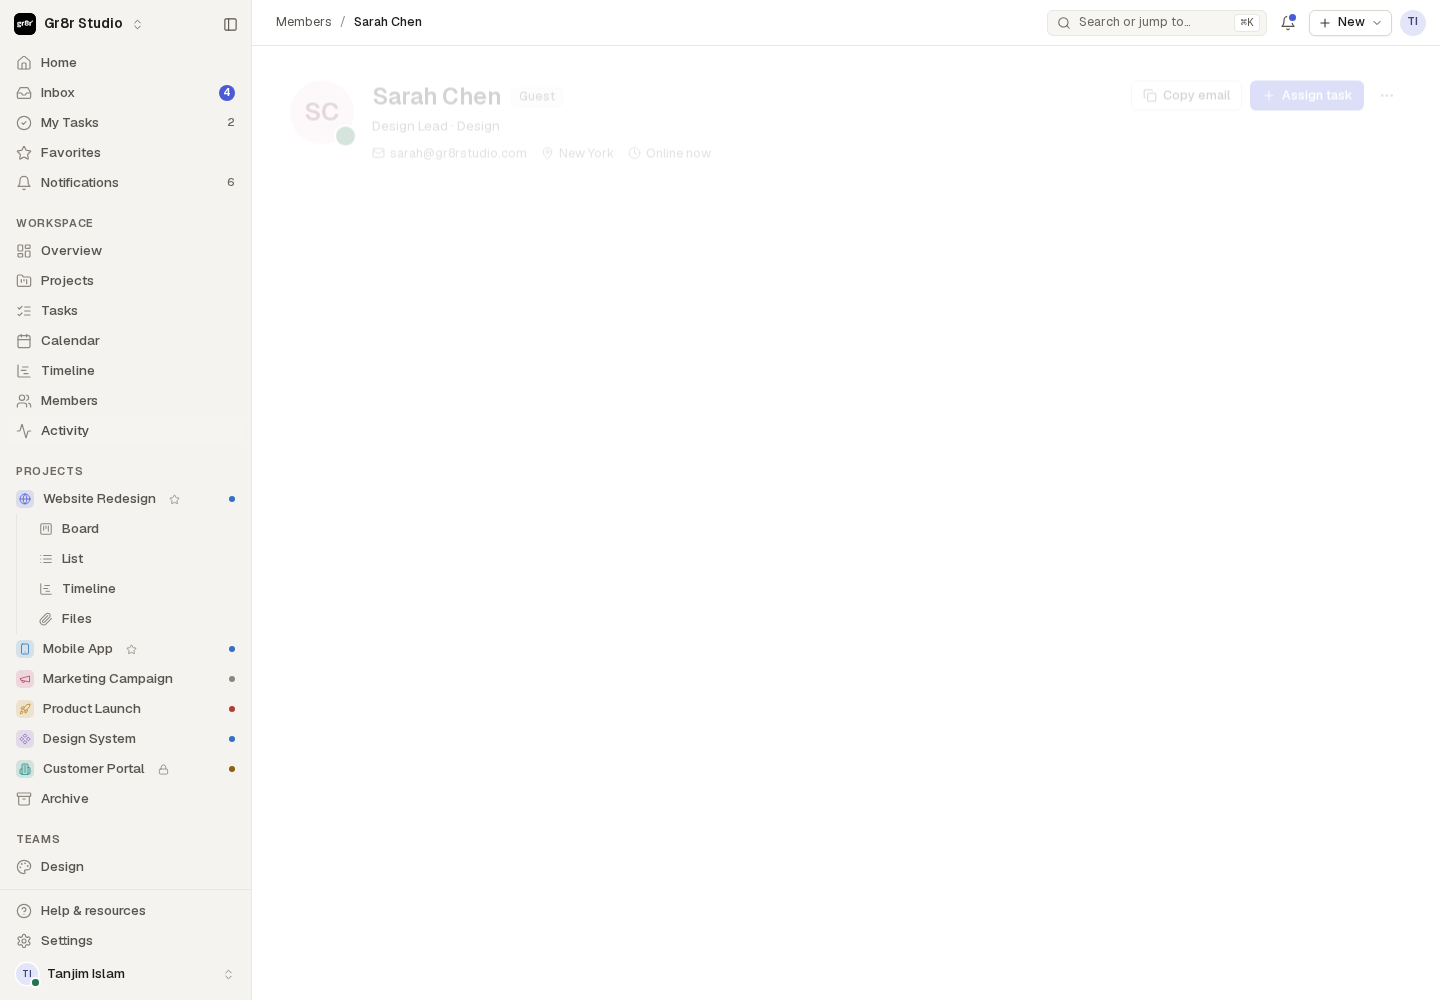 gr8r Gr8r Studio
Home
Inbox 4
My Tasks 2
Favorites
Notifications 6
WORKSPACE
Overview
Projects
Tasks
Calendar
Timeline
Members
Activity
PROJECTS
Website Redesign
Board
List
Timeline
Files
Mobile App
Marketing Campaign
Product Launch
Design System
Customer Portal
Archive
TEAMS
Design
Help & resources
Settings
TI Tanjim Islam
Members / Sarah Chen
Search or jump to… ⌘K
New
TI
SC
Sarah Chen Guest
Design Lead · Design
sarah@gr8rstudio.com New York Online now
Copy email
Assign task